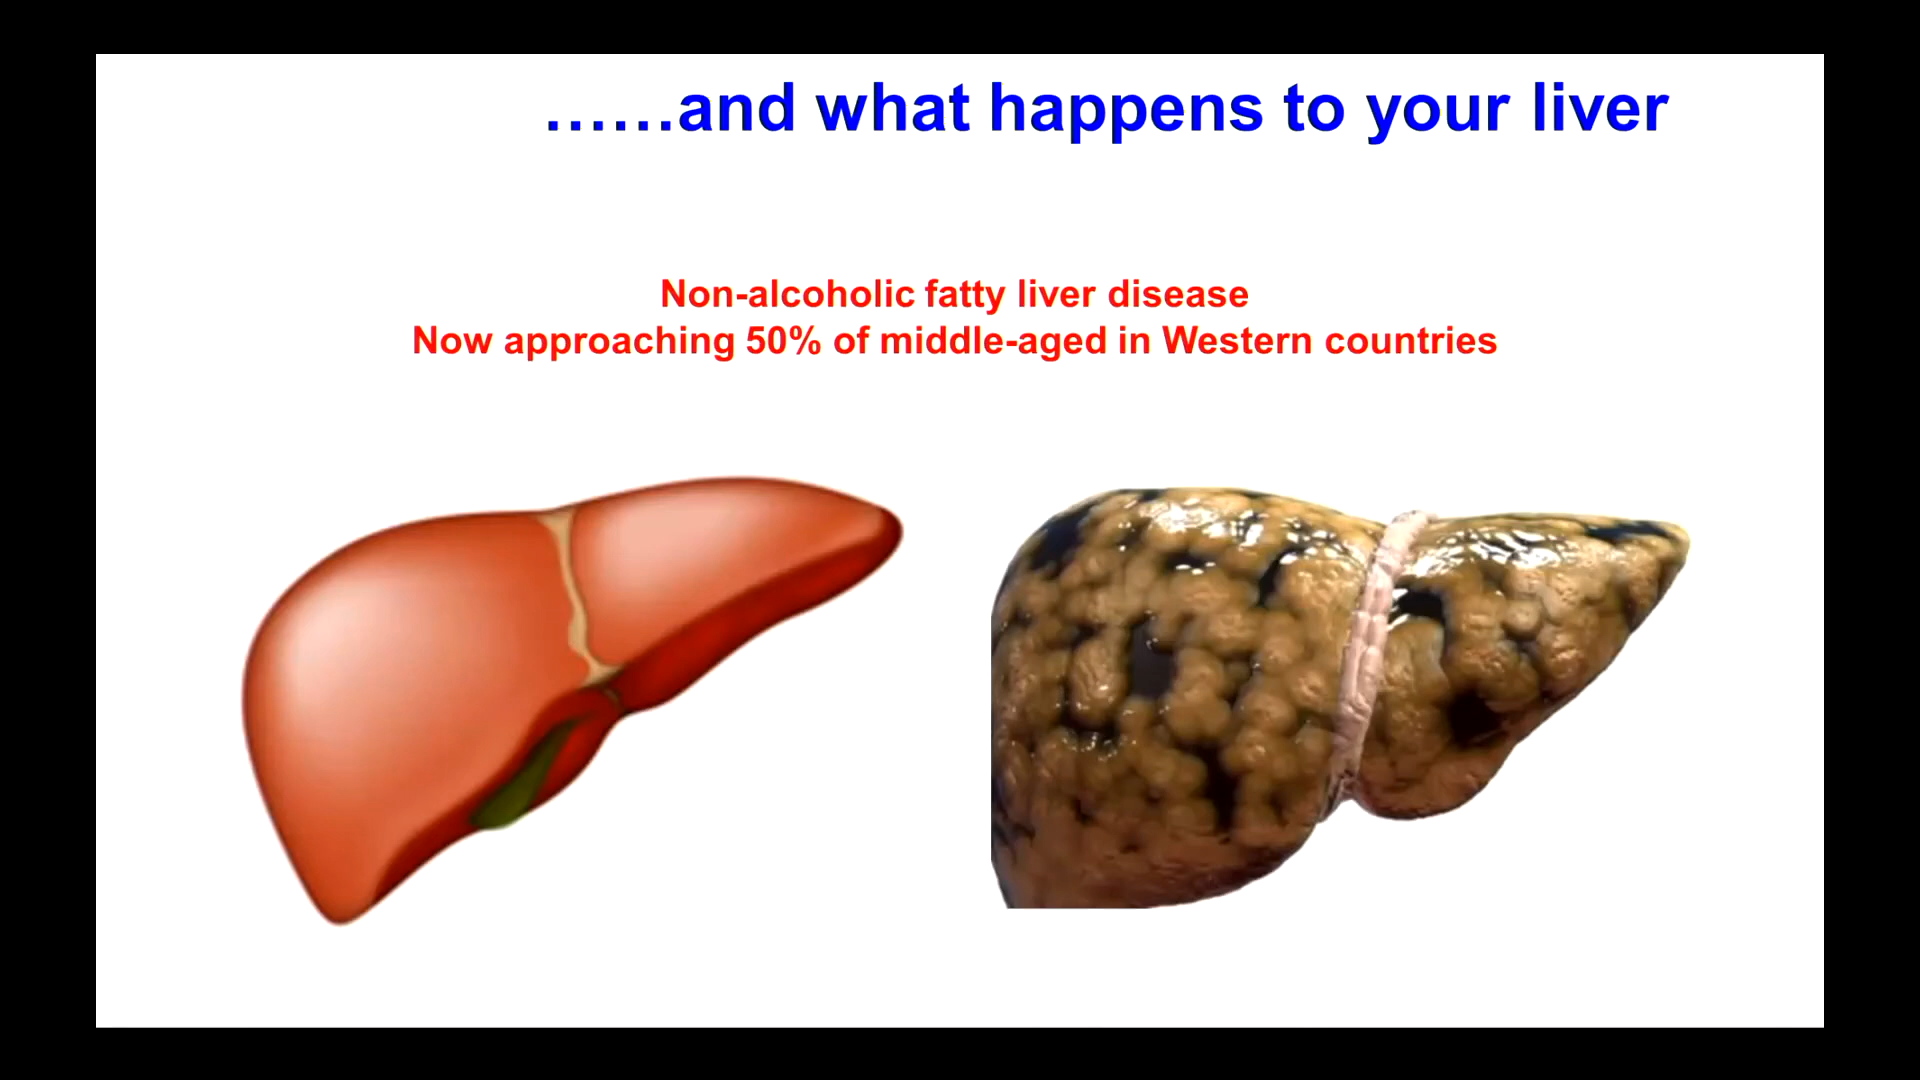 ……and what happens to your liver
Non-alcoholic fatty liver disease
Now approaching 50% of middle-aged in Western countries